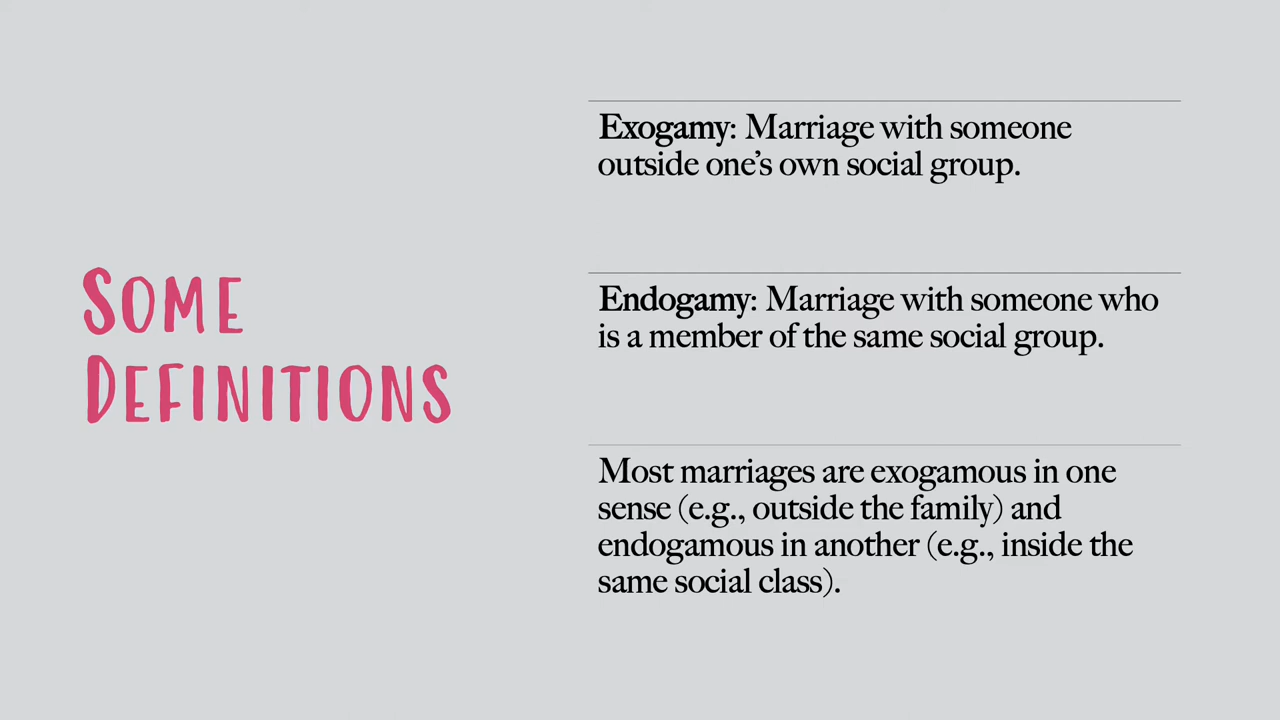 Some
Definitions
Exogamy: Marriage with someone
outside one’s own social group.
Endogamy: Marriage with someone who
is a member of the same social group.
Most marriages are exogamous in one
sense (e.g., outside the family) and
endogamous in another (e.g., inside the
same social class).